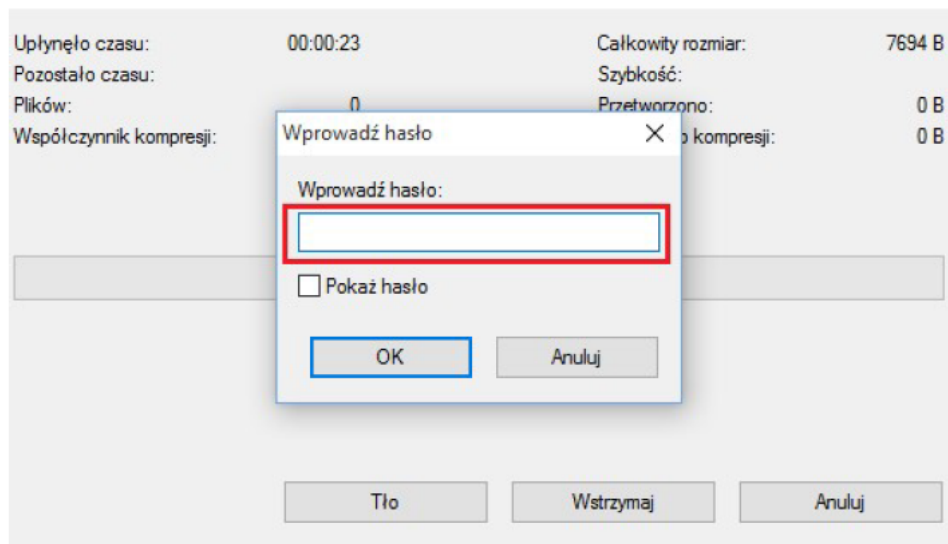 Upłynęło czasu: 00:00:23 Całkowity rozmiar: 7694 B
Pozostało czasu: Szybkość:
Plików: 0 Przetworzono: 0 B
Współczynnik kompresji: kompresji: 0 B
Wprowadź hasło
Wprowadź hasło:
Pokaż hasło
OK Anuluj
Tło Wstrzymaj Anuluj